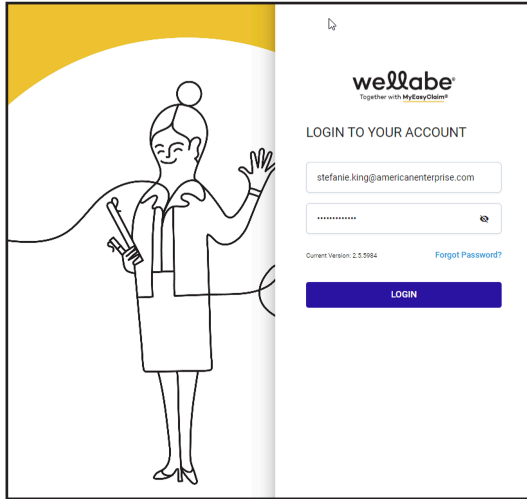 wellabe®
Together with MyEasyClaim®
LOGIN TO YOUR ACCOUNT
stefanie.king@americanenterprise.com
•••••••••••••
Current Version: 2.5.5984
Forgot Password?
LOGIN